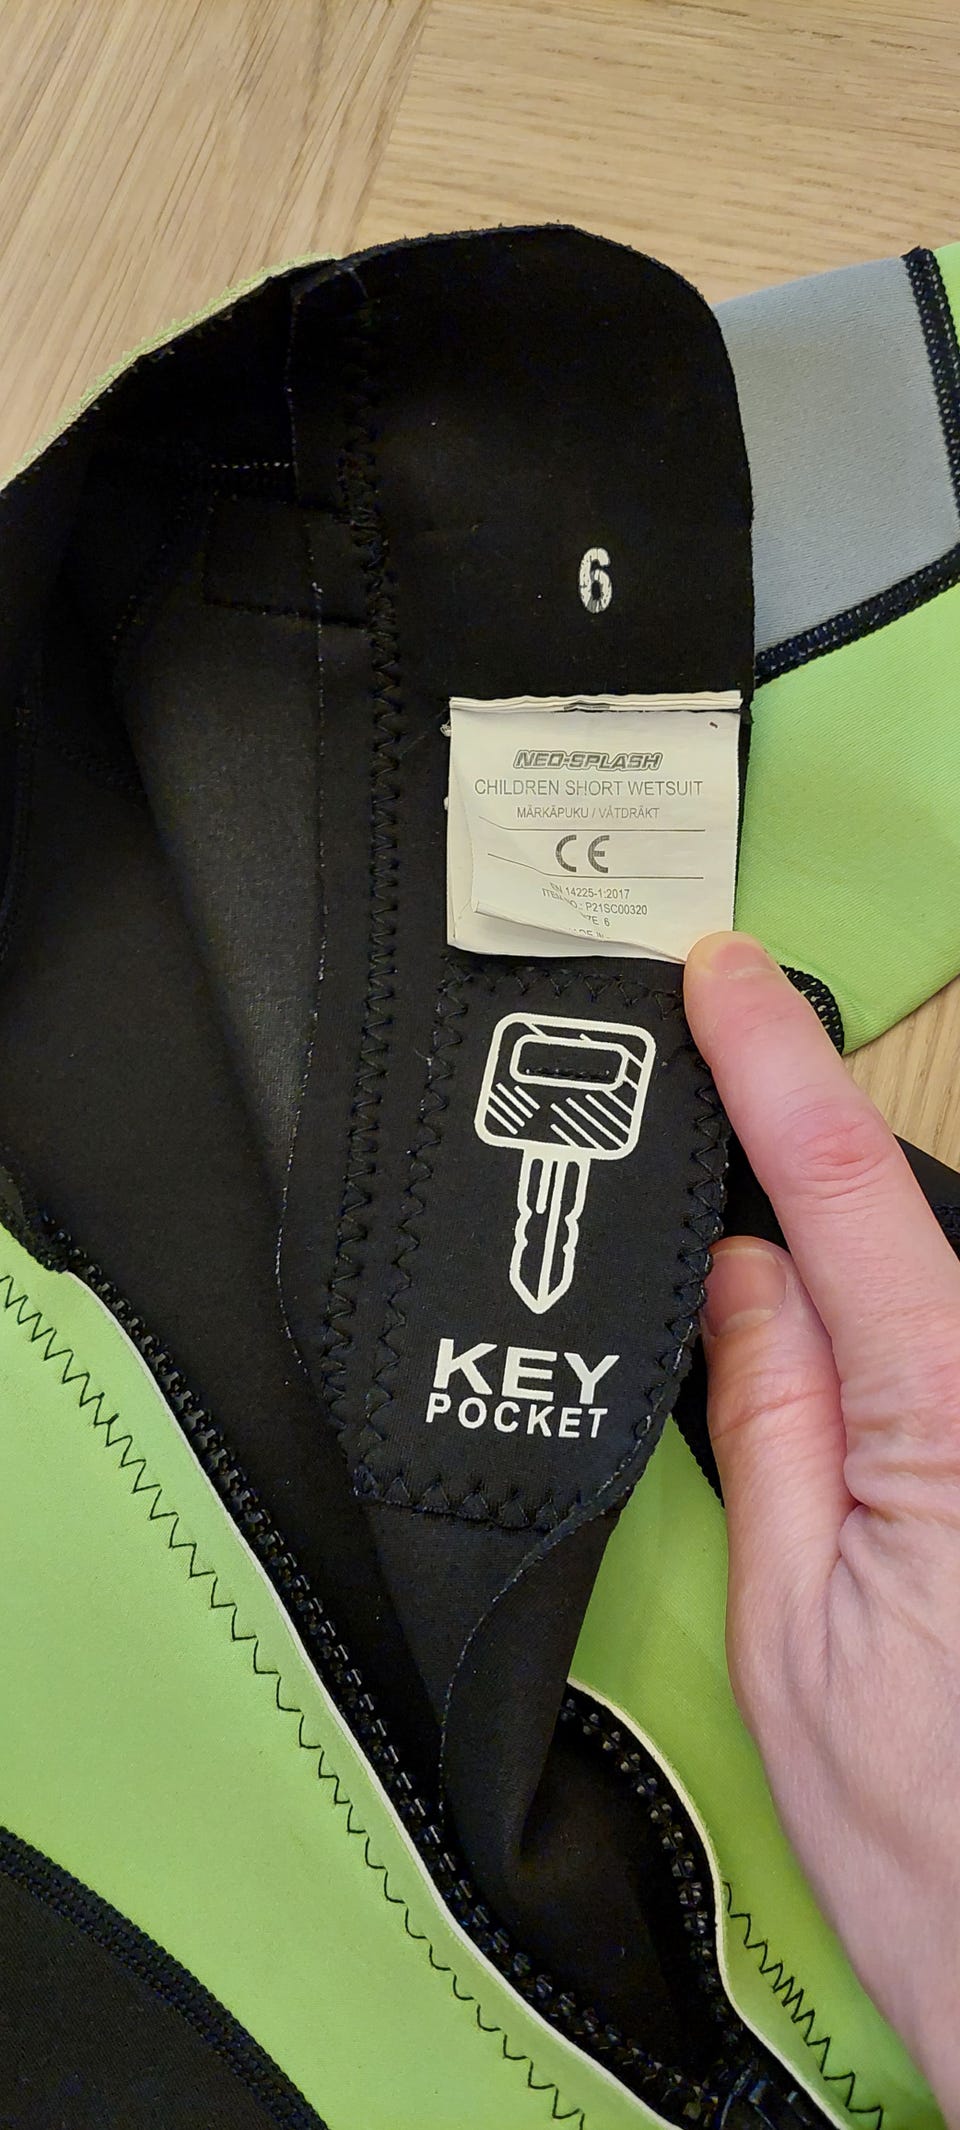 6
NEO-SPLASH
CHILDREN SHORT WETSUIT
MÄRKÄPUKU / VÅTDRÄKT
CE
EN 14225-1:2017
P21SC00320
6
KEY
POCKET